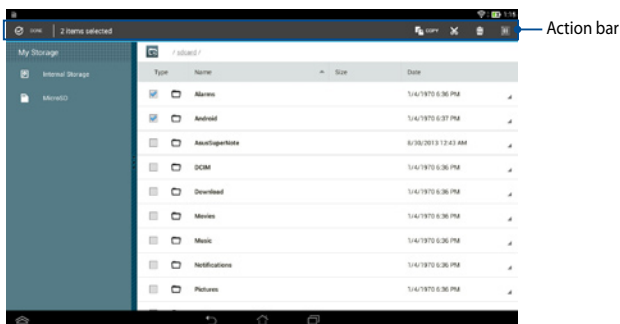 1:15
DONE 2 items selected COPY Action bar
My Storage / sdcard /
Type Name Size Date
Internal Storage
MicroSD
Alarms 1/4/1970 6:36 PM
Android 1/4/1970 6:37 PM
AsusSuperNote 8/30/2013 12:43 AM
DCIM 1/4/1970 6:36 PM
Download 1/4/1970 6:36 PM
Movies 1/4/1970 6:36 PM
Music 1/4/1970 6:36 PM
Notifications 1/4/1970 6:36 PM
Pictures 1/4/1970 6:36 PM